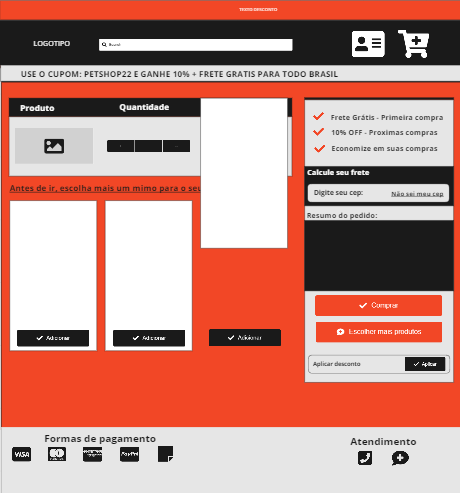 TEXTO DESCONTO
LOGOTIPO
Search
USE O CUPOM: PETSHOP22 E GANHE 10% + FRETE GRATIS PARA TODO BRASIL
Produto
Quantidade
Antes de ir, escolha mais um mimo para o seu
Adicionar
Adicionar
Adicionar
Frete Grátis - Primeira compra
10% OFF - Proximas compras
Economize em suas compras
Calcule seu frete
Digite seu cep:
Não sei meu cep
Resumo do pedido:
Comprar
Escolher mais produtos
Aplicar desconto
Aplicar
Formas de pagamento
VISA
PayPal
Atendimento